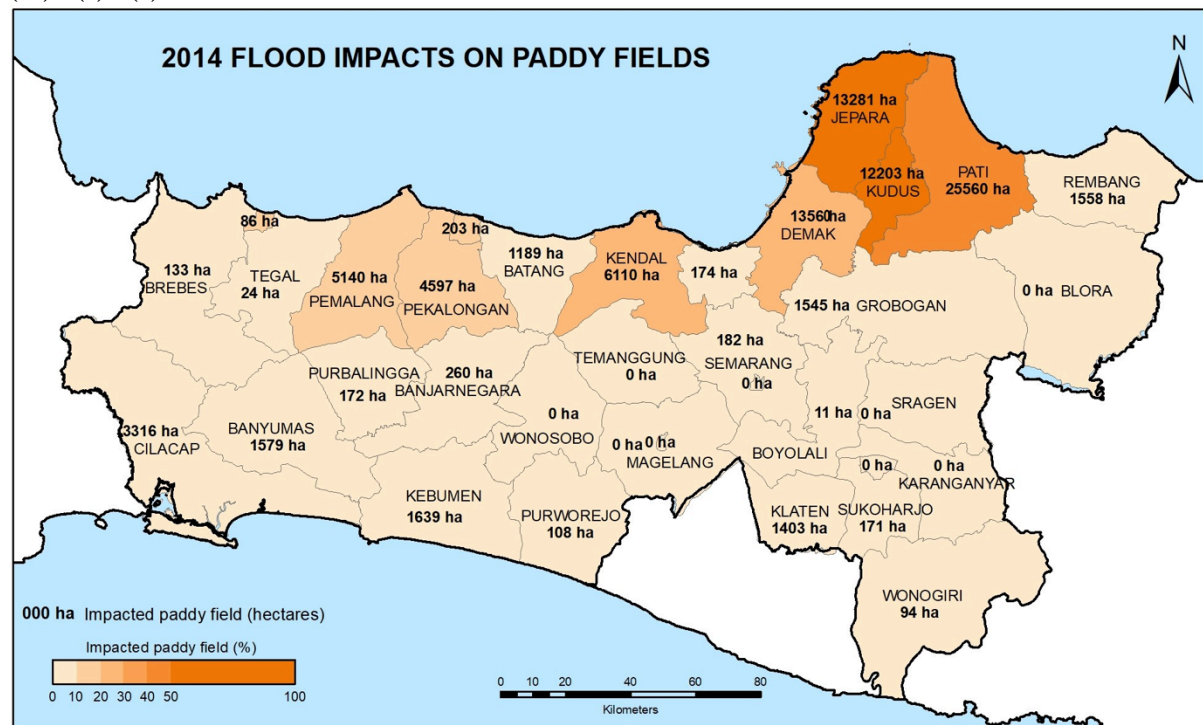 2014 FLOOD IMPACTS ON PADDY FIELDS
N
13281 ha
JEPARA
12203 ha
KUDUS
PATI
25560 ha
REMBANG
1558 ha
13560 ha
DEMAK
86 ha
203 ha
1189 ha
BATANG
KENDAL
6110 ha
174 ha
133 ha
BREBES
TEGAL
24 ha
5140 ha
PEMALANG
4597 ha
PEKALONGAN
1545 ha GROBOGAN
0 ha BLORA
182 ha
SEMARANG
0 ha
TEMANGGUNG
0 ha
PURBALINGGA
172 ha
260 ha
BANJARNEGARA
0 ha
WONOSOBO
11 ha
BOYOLALI
SRAGEN
0 ha
3316 ha
CILACAP
BANYUMAS
1579 ha
0 ha
0 ha
MAGELANG
0 ha
0 ha
KARANGANYAR
KEBUMEN
1639 ha
PURWOREJO
108 ha
KLATEN
1403 ha
SUKOHARJO
171 ha
WONOGIRI
94 ha
000 ha Impacted paddy field (hectares)
Impacted paddy field (%)
0 10 20 30 40 50 100
0 10 20 40 60 80
Kilometers